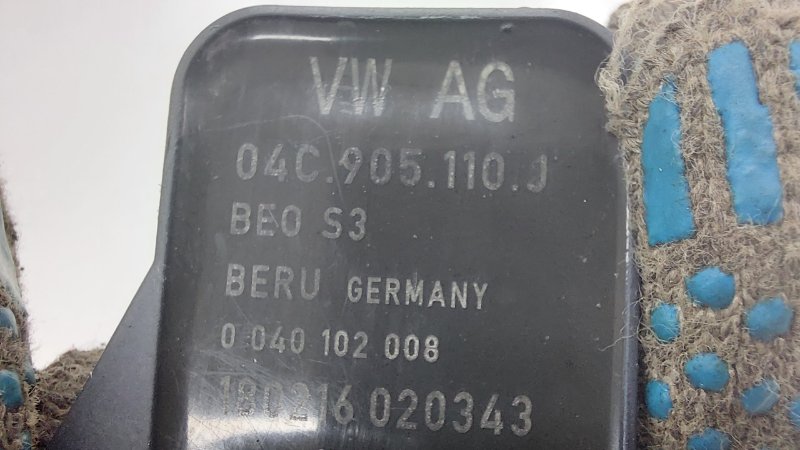 VW AG
04C.905.110.J
BEO S3
BERU GERMANY
0 040 102 008
180216 020343